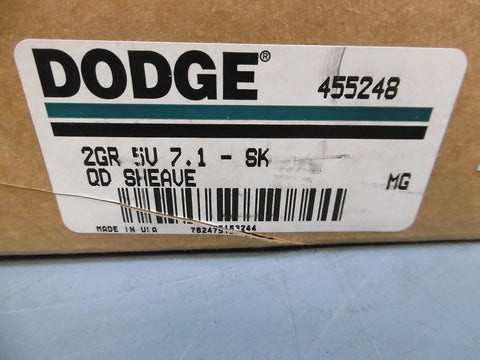 DODGE® 455248
2GR 5V 7.1 - SK
QD SHEAVE MG
MADE IN USA